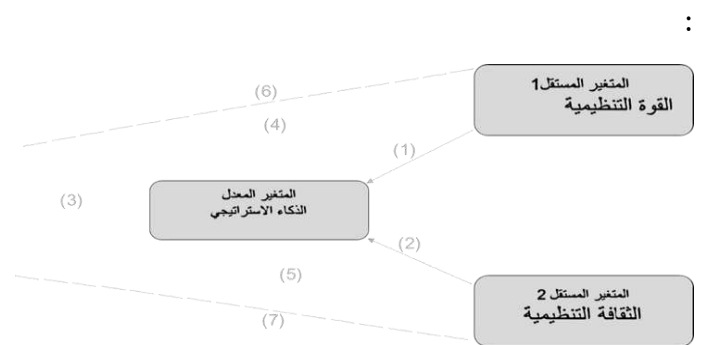 :
المتغير المستقل1
القوة التنظيمية
(6)
(4)
(1)
المتغير المعدل
الذكاء الاستراتيجي
(3)
(2)
(5)
المتغير المستقل 2
الثقافة التنظيمية
(7)